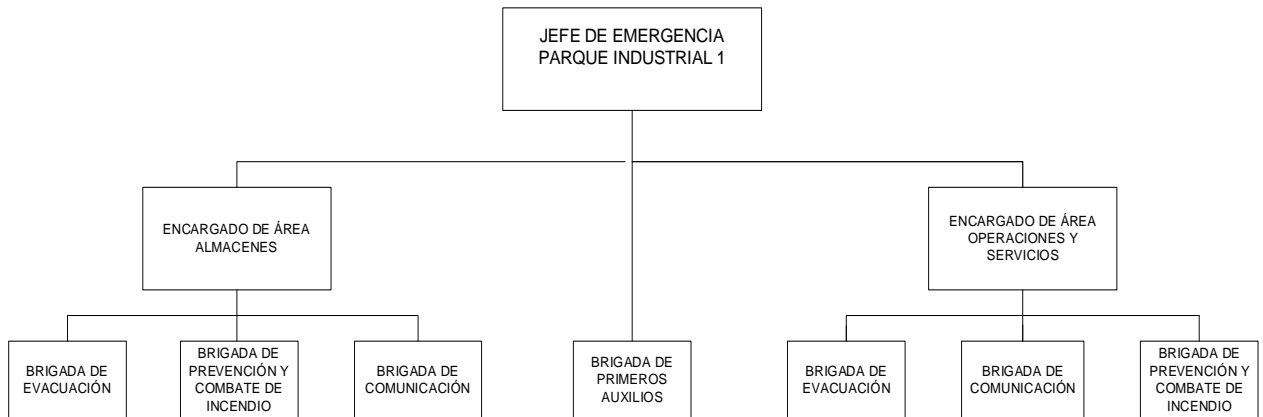 JEFE DE EMERGENCIA
PARQUE INDUSTRIAL 1
ENCARGADO DE ÁREA
ALMACENES
ENCARGADO DE ÁREA
OPERACIONES Y
SERVICIOS
BRIGADA DE
EVACUACIÓN
BRIGADA DE
PREVENCIÓN Y
COMBATE DE
INCENDIO
BRIGADA DE
COMUNICACIÓN
BRIGADA DE
PRIMEROS
AUXILIOS
BRIGADA DE
EVACUACIÓN
BRIGADA DE
COMUNICACIÓN
BRIGADA DE
PREVENCIÓN Y
COMBATE DE
INCENDIO